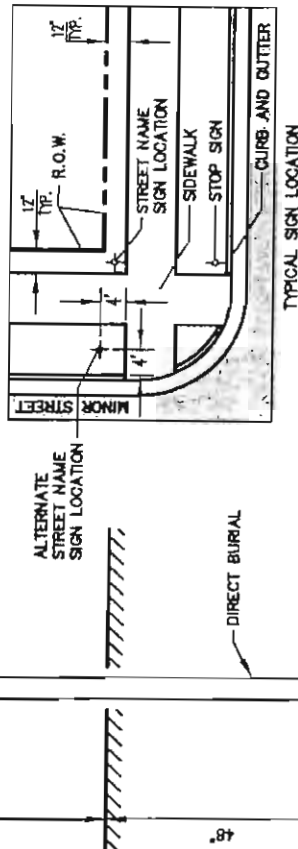 12"
TYP.
R.O.W.
12"
TYP.
STREET NAME
SIGN LOCATION
SIDEWALK
STOP SIGN
CURB AND GUTTER
4'
4'
MINOR STREET
TYPICAL SIGN LOCATION
ALTERNATE
STREET NAME
SIGN LOCATION
DIRECT BURIAL
48"